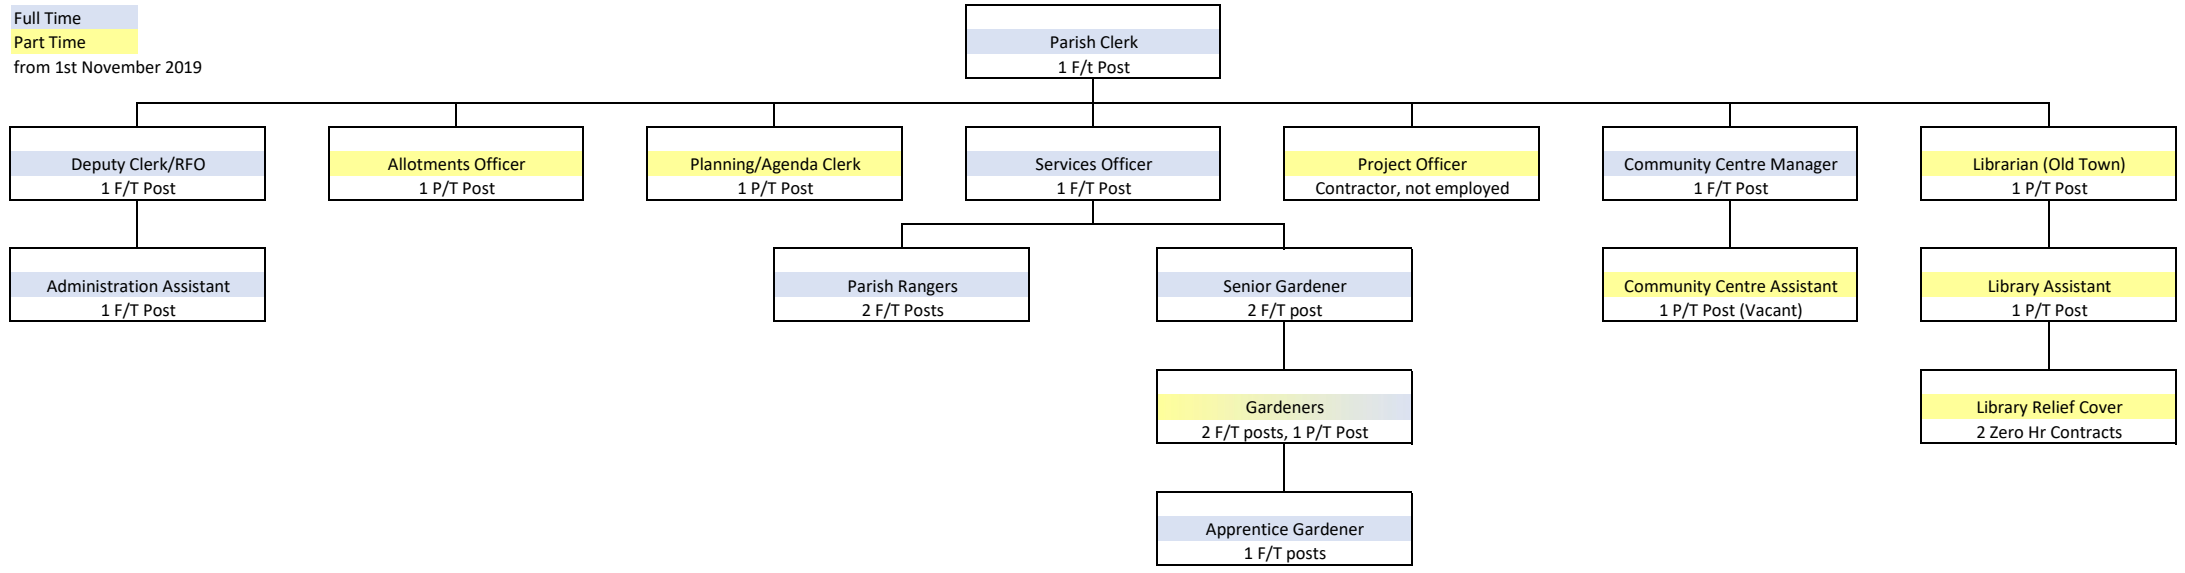 Full Time
Part Time
from 1st November 2019
Parish Clerk
1 F/t Post
Deputy Clerk/RFO
1 F/T Post
Allotments Officer
1 P/T Post
Planning/Agenda Clerk
1 P/T Post
Services Officer
1 F/T Post
Project Officer
Contractor, not employed
Community Centre Manager
1 F/T Post
Librarian (Old Town)
1 P/T Post
Administration Assistant
1 F/T Post
Parish Rangers
2 F/T Posts
Senior Gardener
2 F/T post
Community Centre Assistant
1 P/T Post (Vacant)
Library Assistant
1 P/T Post
Gardeners
2 F/T posts, 1 P/T Post
Library Relief Cover
2 Zero Hr Contracts
Apprentice Gardener
1 F/T posts